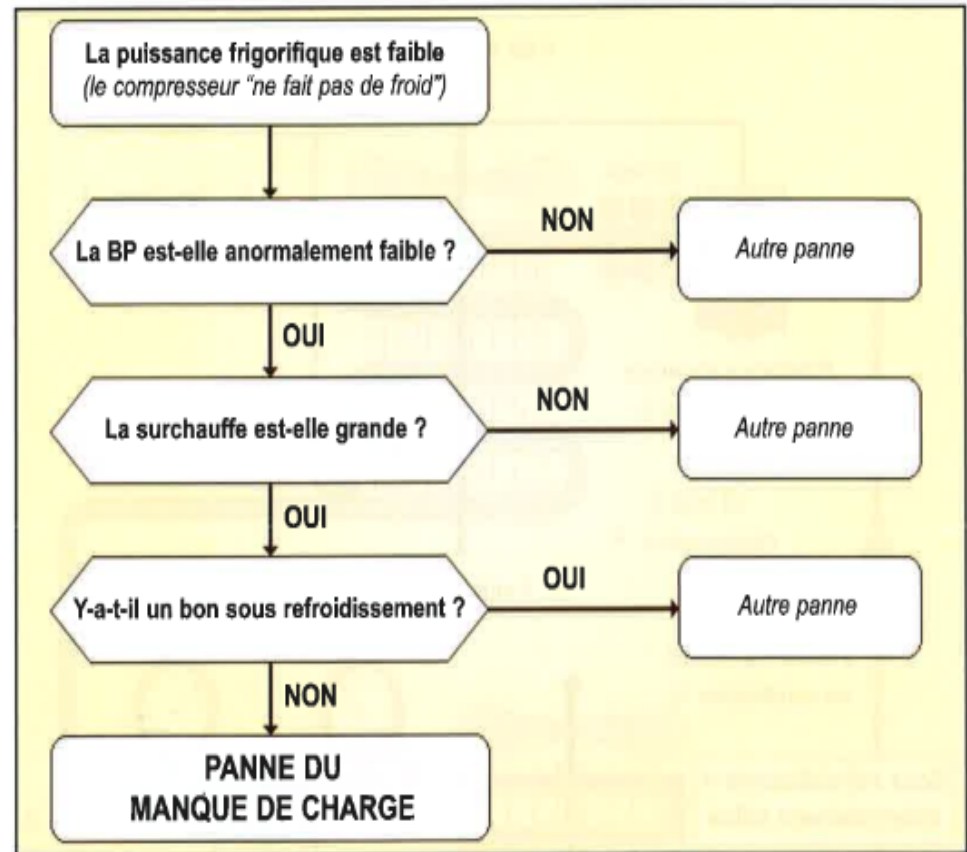 La puissance frigorifique est faible
(le compresseur "ne fait pas de froid")
La BP est-elle anormalement faible ?
NON
Autre panne
OUI
La surchauffe est-elle grande ?
NON
Autre panne
OUI
Y-a-t-il un bon sous refroidissement ?
OUI
Autre panne
NON
PANNE DU
MANQUE DE CHARGE